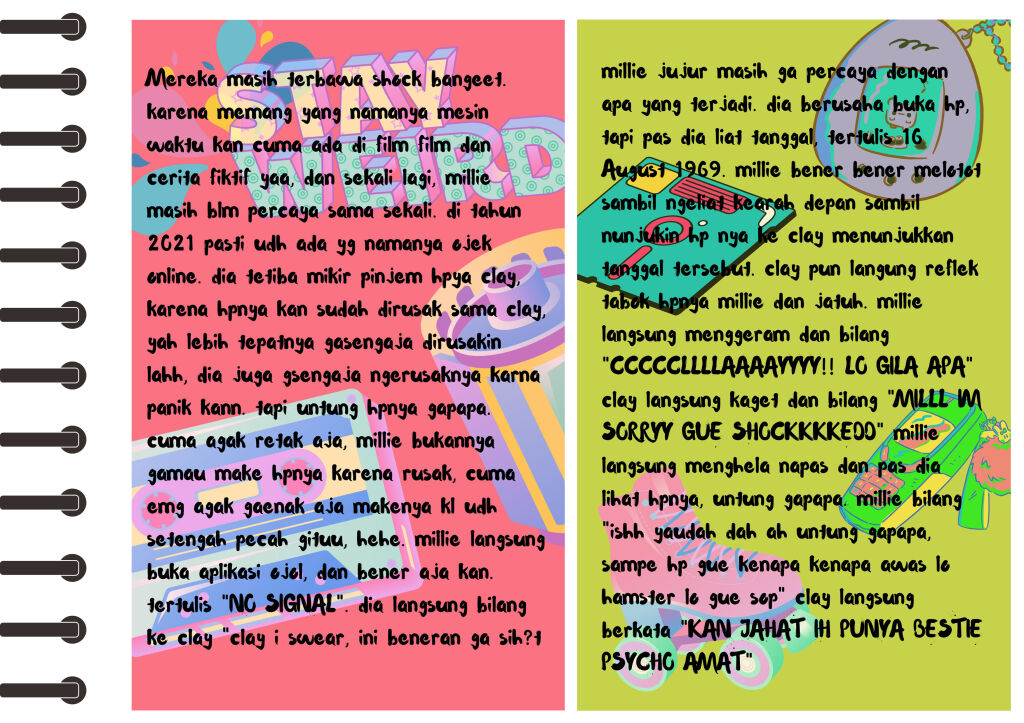 STAY
WEIRD
Mereka masih terbawa shock bangeet.
karena memang yang namanya mesin
waktu kan cuma ada di film film dan
cerita fiktif yaa, dan sekali lagi, millie
masih blm percaya sama sekali. di tahun
2021 pasti udh ada yg namanya ojek
online. dia tetiba mikir pinjem hpya clay,
karena hpnya kan sudah dirusak sama clay,
yah lebih tepatnya gasengaja dirusakin
lahh, dia juga gsengaja ngerusaknya karna
panik kann. tapi untung hpnya gapapa.
cuma agak retak aja, millie bukannya
gamau make hpnya karena rusak, cuma
emg agak gaenak aja makenya kl udh
setengah pecah gituu, hehe. millie langsung
buka aplikasi ojol, dan bener aja kan.
tertulis "NO SIGNAL". dia langsung bilang
ke clay "clay i swear, ini beneran ga sih?t
millie jujur masih ga percaya dengan
apa yang terjadi. dia berusaha buka hp,
tapi pas dia liat tanggal, tertulis 16
August 1969. millie bener bener melotot
sambil ngeliat kearah depan sambil
nunjukin hp nya ke clay menunjukkan
tanggal tersebut. clay pun langung reflek
tabok hpnya millie dan jatuh. millie
langsung menggeram dan bilang
"CCCCCLLLLAAAAYYYY!! LO GILA APA"
clay langsung kaget dan bilang "MILLL IM
SORRYY GUE SHOCKKKKEDD" millie
langsung menghela napas dan pas dia
lihat hpnya, untung gapapa. millie bilang
"ishh yaudah dah ah untung gapapa,
sampe hp gue kenapa kenapa awas lo
hamster lo gue sop" clay langsung
berkata "KAN JAHAT IH PUNYA BESTIE
PSYCHO AMAT"